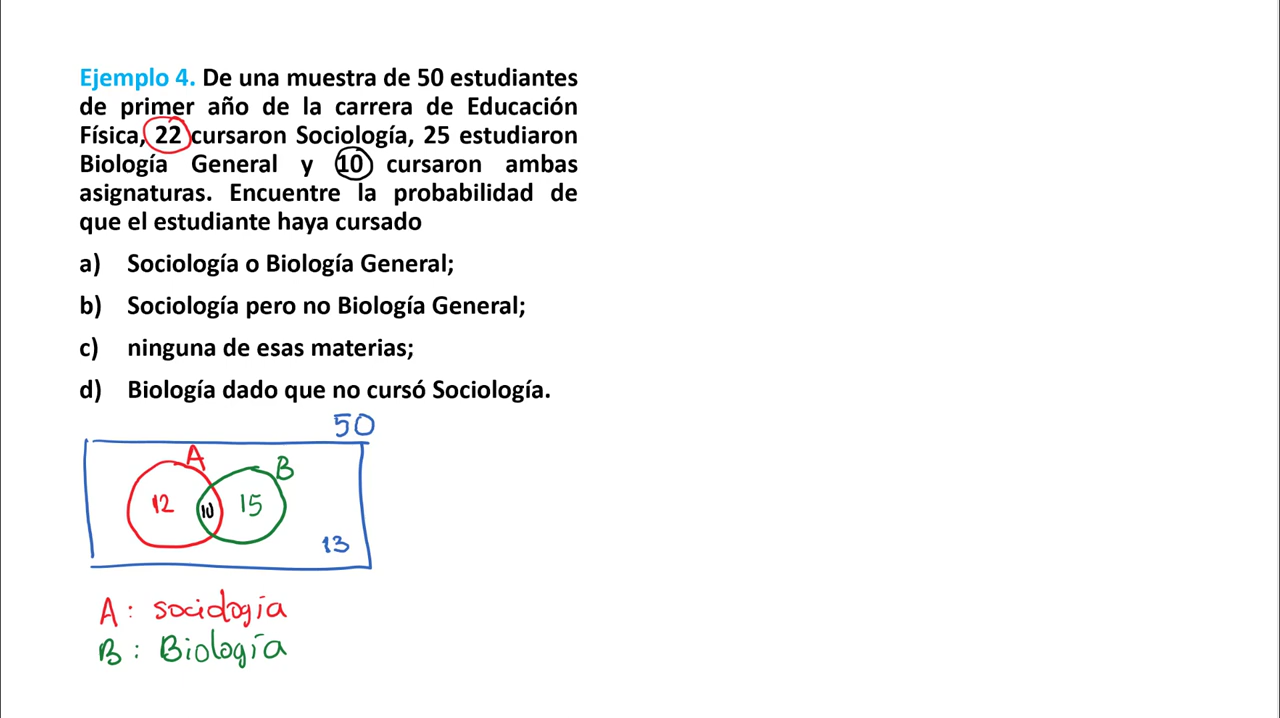 Ejemplo 4. De una muestra de 50 estudiantes
de primer año de la carrera de Educación
Física, 22 cursaron Sociología, 25 estudiaron
Biología General y 10 cursaron ambas
asignaturas. Encuentre la probabilidad de
que el estudiante haya cursado
a) Sociología o Biología General;
b) Sociología pero no Biología General;
c) ninguna de esas materias;
d) Biología dado que no cursó Sociología.
50
A
B
12 10 15
13
A: sociología
B: Biología